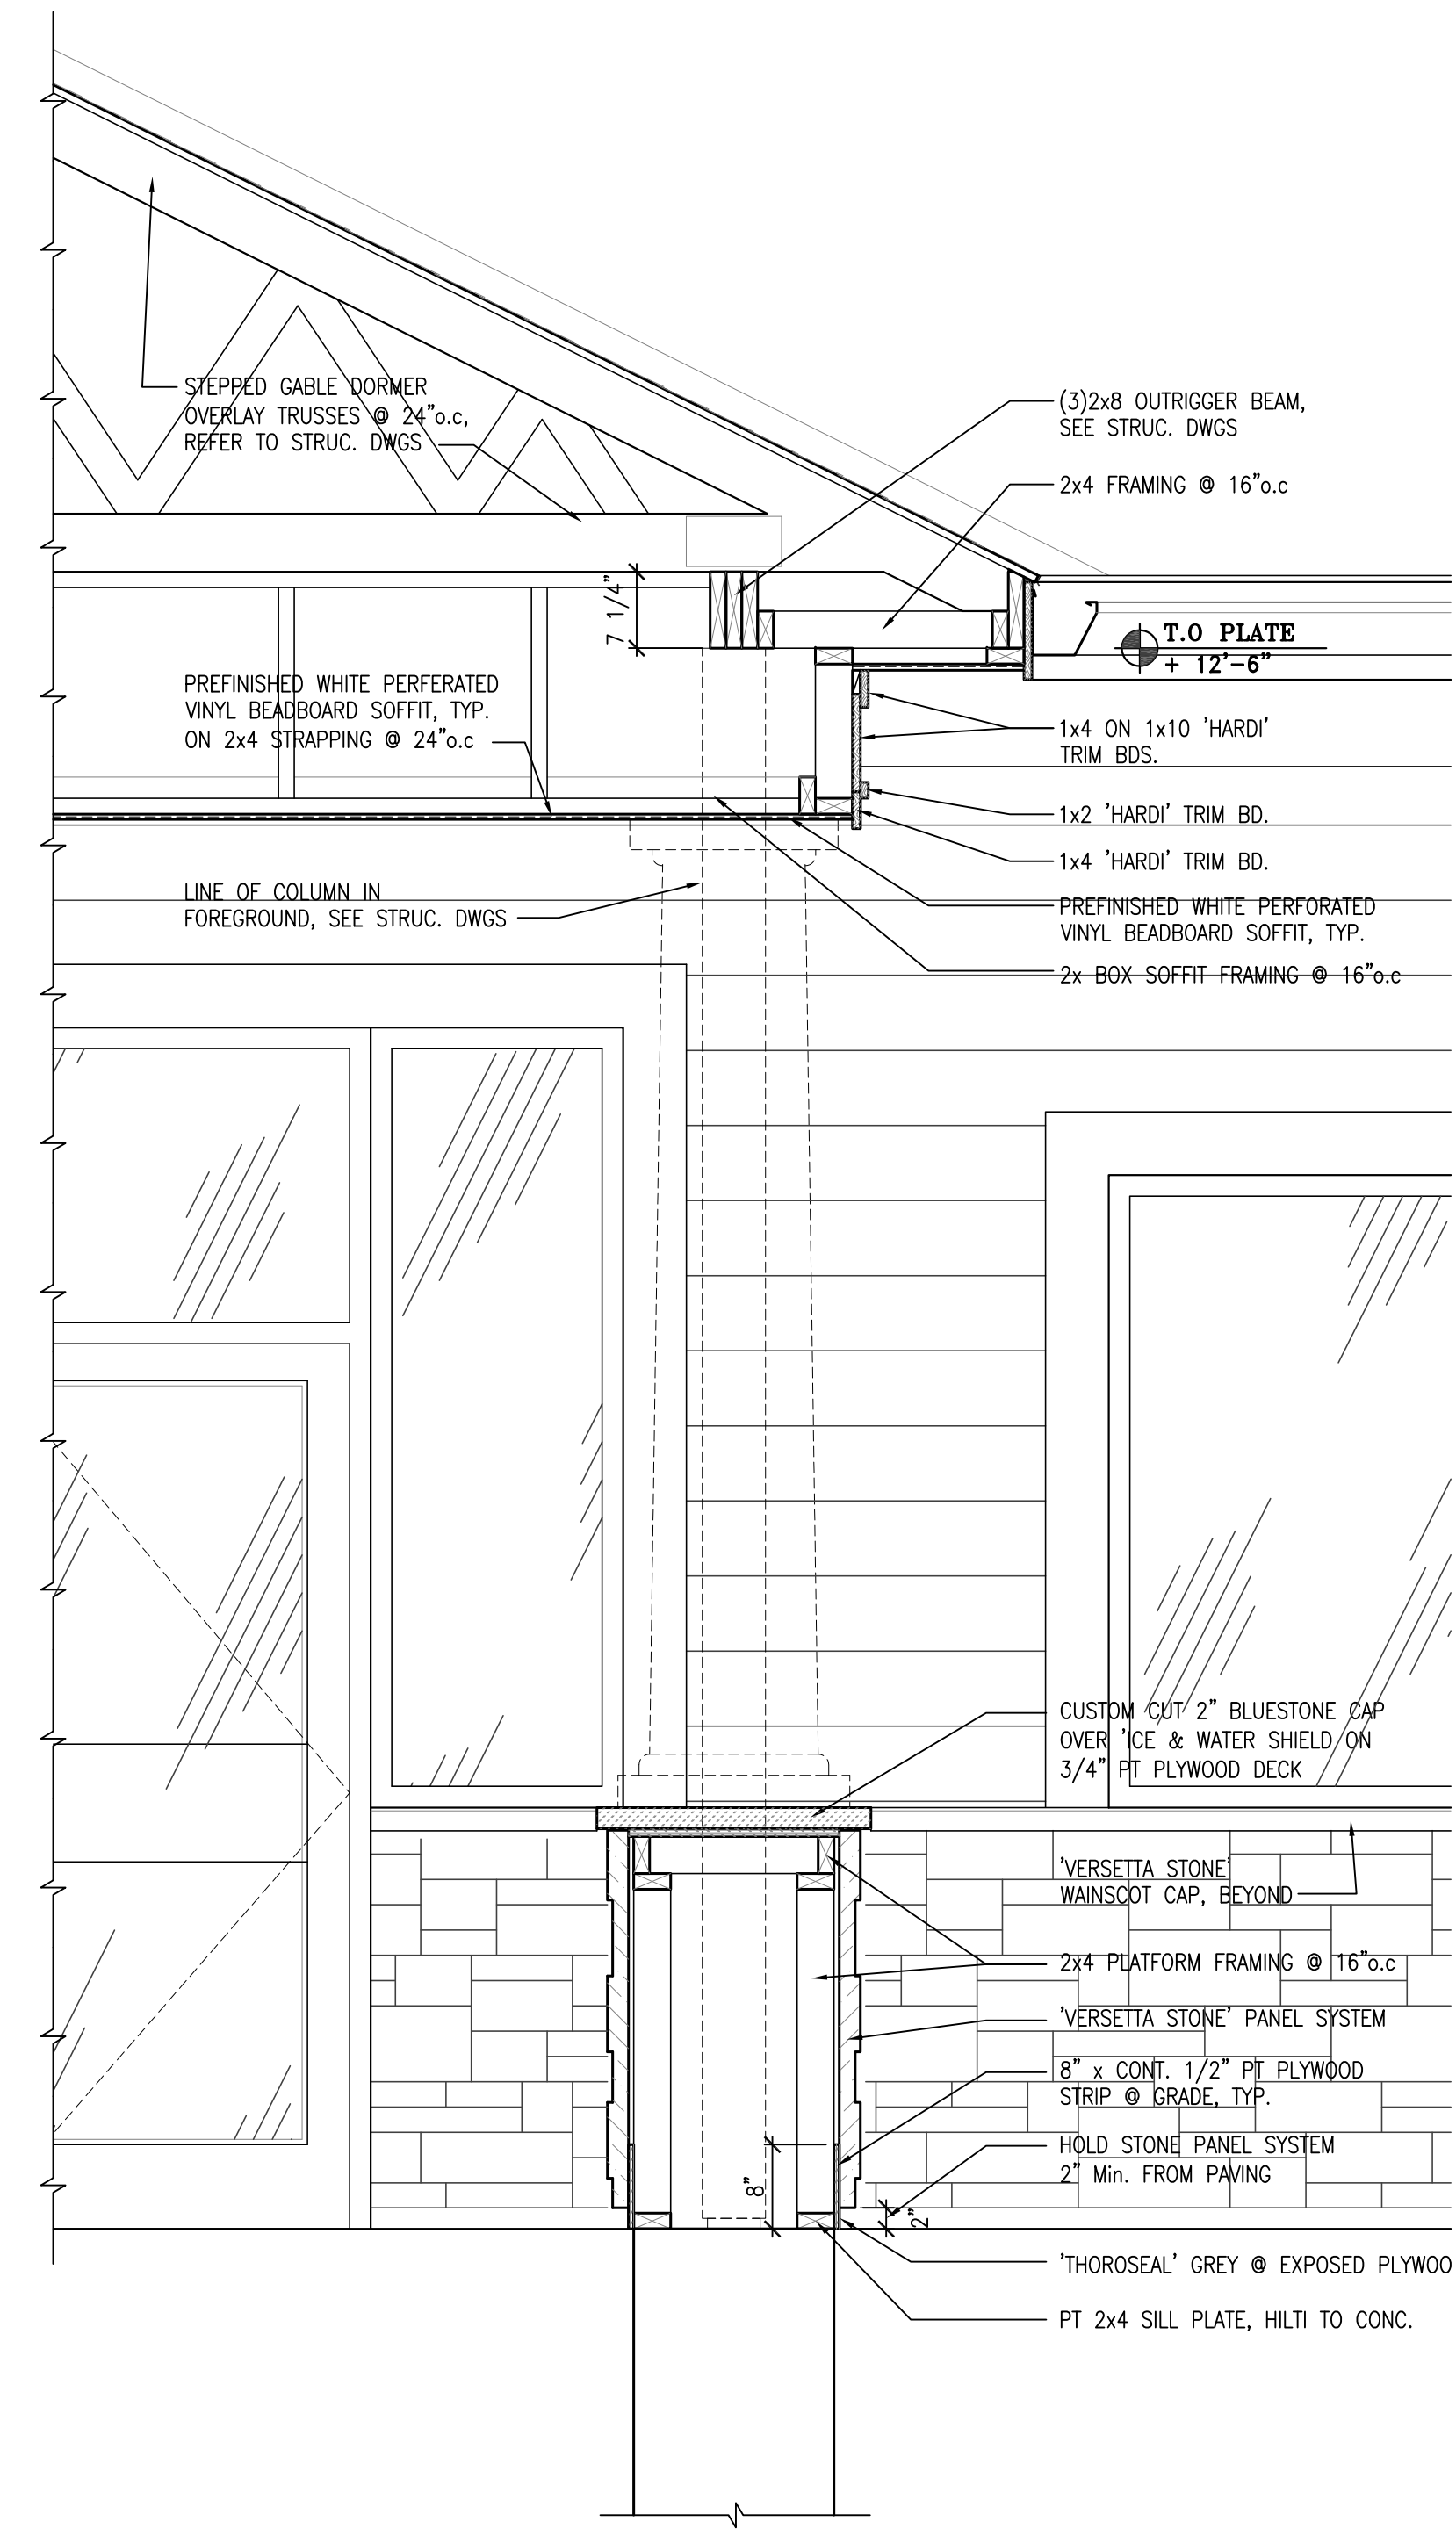 STEPPED GABLE DORMER
OVERLAY TRUSSES @ 24"o.c,
REFER TO STRUC. DWGS
(3)2x8 OUTRIGGER BEAM,
SEE STRUC. DWGS
2x4 FRAMING @ 16"o.c
7 1/4"
T.O PLATE
+ 12'-6"
PREFINISHED WHITE PERFERATED
VINYL BEADBOARD SOFFIT, TYP.
ON 2x4 STRAPPING @ 24"o.c
1x4 ON 1x10 'HARDI'
TRIM BDS.
1x2 'HARDI' TRIM BD.
1x4 'HARDI' TRIM BD.
LINE OF COLUMN IN
FOREGROUND, SEE STRUC. DWGS
PREFINISHED WHITE PERFORATED
VINYL BEADBOARD SOFFIT, TYP.
2x BOX SOFFIT FRAMING @ 16"o.c
CUSTOM CUT 2" BLUESTONE CAP
OVER 'ICE & WATER SHIELD ON
3/4" PT PLYWOOD DECK
'VERSETTA STONE'
WAINSCOT CAP, BEYOND
2x4 PLATFORM FRAMING @ 16"o.c
'VERSETTA STONE' PANEL SYSTEM
8" x CONT. 1/2" PT PLYWOOD
STRIP @ GRADE, TYP.
HOLD STONE PANEL SYSTEM
2" Min. FROM PAVING
8"
2"
'THOROSEAL' GREY @ EXPOSED PLYWOO
PT 2x4 SILL PLATE, HILTI TO CONC.